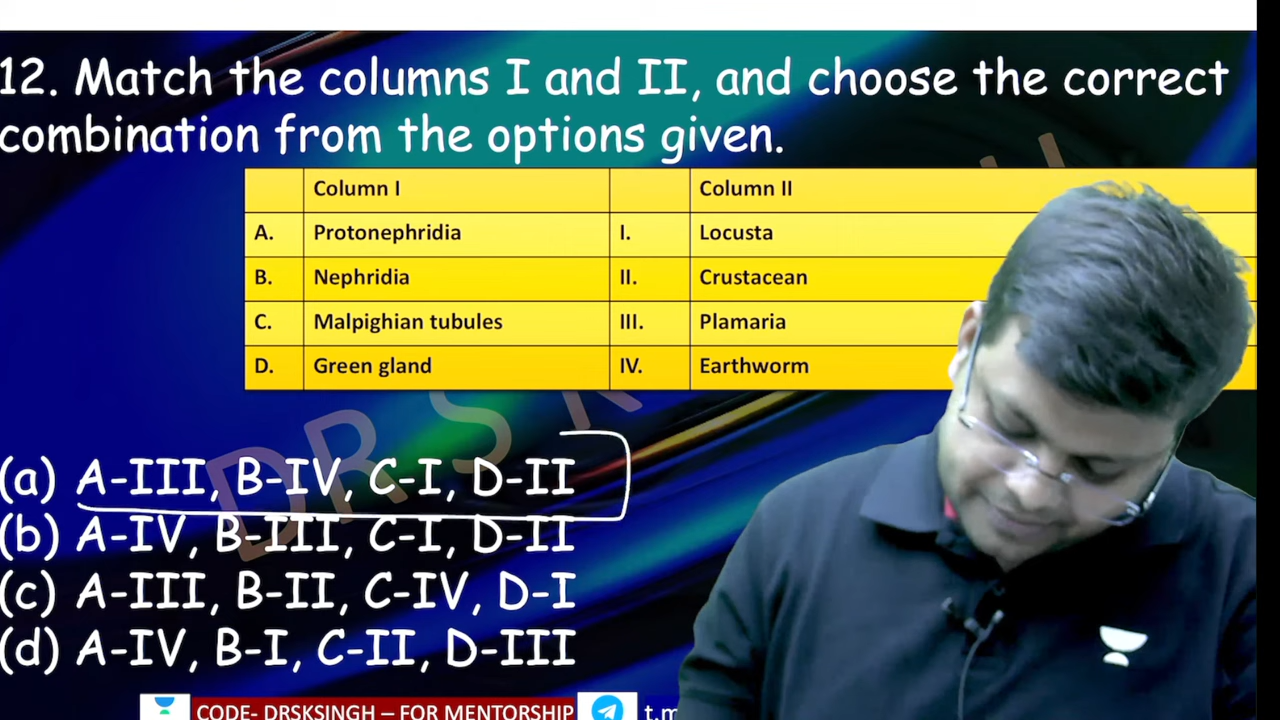 12. Match the columns I and II, and choose the correct
combination from the options given.
Column I Column II
A. Protonephridia I. Locusta
B. Nephridia II. Crustacean
C. Malpighian tubules III. Plamaria
D. Green gland IV. Earthworm
DR S K
(a) A-III, B-IV, C-I, D-II
(b) A-IV, B-III, C-I, D-II
(c) A-III, B-II, C-IV, D-I
(d) A-IV, B-I, C-II, D-III
CODE- DRSKSINGH – FOR MENTORSHIP t.m